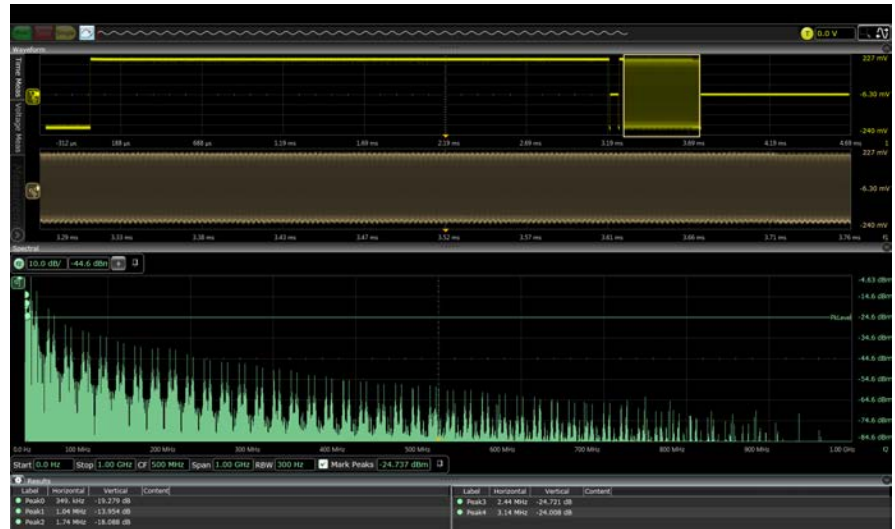 T 0.0 V
Waveform
Time Meas
Voltage Meas
227 mV
-6.30 mV
-240 mV
-312 µs 188 µs 688 µs 1.19 ms 1.69 ms 2.19 ms 2.69 ms 3.19 ms 3.69 ms 4.19 ms 4.69 ms
227 mV
-6.30 mV
-240 mV
3.29 ms 3.33 ms 3.38 ms 3.43 ms 3.47 ms 3.52 ms 3.57 ms 3.61 ms 3.66 ms 3.71 ms 3.76 ms
Spectral
10.0 dB/ -44.6 dBm +
-4.63 dBm
-14.6 dBm
-24.6 dBm
PkLevel
-34.6 dBm
-44.6 dBm
-54.6 dBm
-64.6 dBm
-74.6 dBm
-84.6 dBm
0.0 Hz 100 MHz 200 MHz 300 MHz 400 MHz 500 MHz 600 MHz 700 MHz 800 MHz 1.00 GHz
Start 0.0 Hz Stop 1.00 GHz CF 500 MHz Span 1.00 GHz RBW 300 Hz Mark Peaks -24.737 dBm
Results
Label Horizontal Vertical Content
Peak0 349. kHz -19.279 dB
Peak1 1.04 MHz -13.954 dB
Peak2 1.74 MHz -18.088 dB
Label Horizontal Vertical Content
Peak3 2.44 MHz -24.721 dB
Peak4 3.14 MHz -24.008 dB